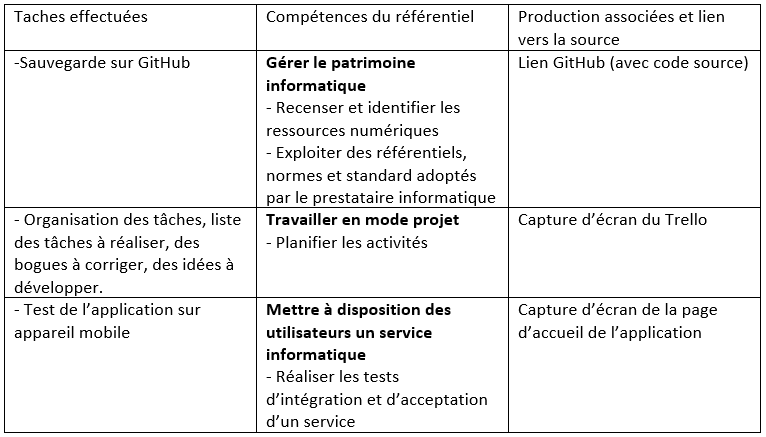 Taches effectuées
Compétences du référentiel
Production associées et lien
vers la source
-Sauvegarde sur GitHub
Gérer le patrimoine
informatique
- Recenser et identifier les
ressources numériques
- Exploiter des référentiels,
normes et standard adoptés
par le prestataire informatique
Lien GitHub (avec code source)
- Organisation des tâches, liste
des tâches à réaliser, des
bogues à corriger, des idées à
développer.
Travailler en mode projet
- Planifier les activités
Capture d’écran du Trello
- Test de l’application sur
appareil mobile
Mettre à disposition des
utilisateurs un service
informatique
- Réaliser les tests
d’intégration et d’acceptation
d’un service
Capture d’écran de la page
d’accueil de l’application